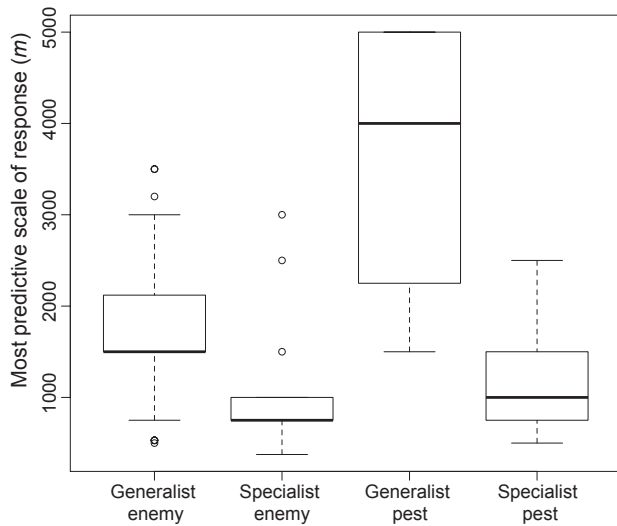 Most predictive scale of response (m)
5000
4000
3000
2000
1000
Generalist
enemy
Specialist
enemy
Generalist
pest
Specialist
pest